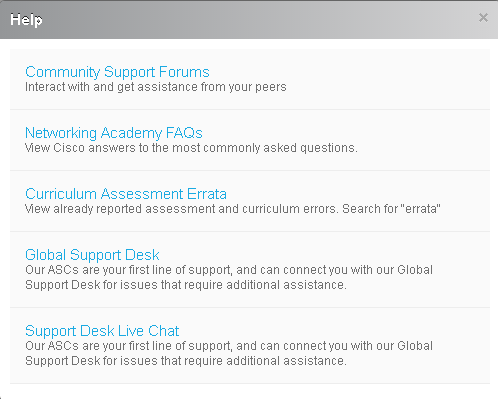 Help
×
Community Support Forums
Interact with and get assistance from your peers
Networking Academy FAQs
View Cisco answers to the most commonly asked questions.
Curriculum Assessment Errata
View already reported assessment and curriculum errors. Search for "errata"
Global Support Desk
Our ASCs are your first line of support, and can connect you with our Global
Support Desk for issues that require additional assistance.
Support Desk Live Chat
Our ASCs are your first line of support, and can connect you with our Global
Support Desk for issues that require additional assistance.